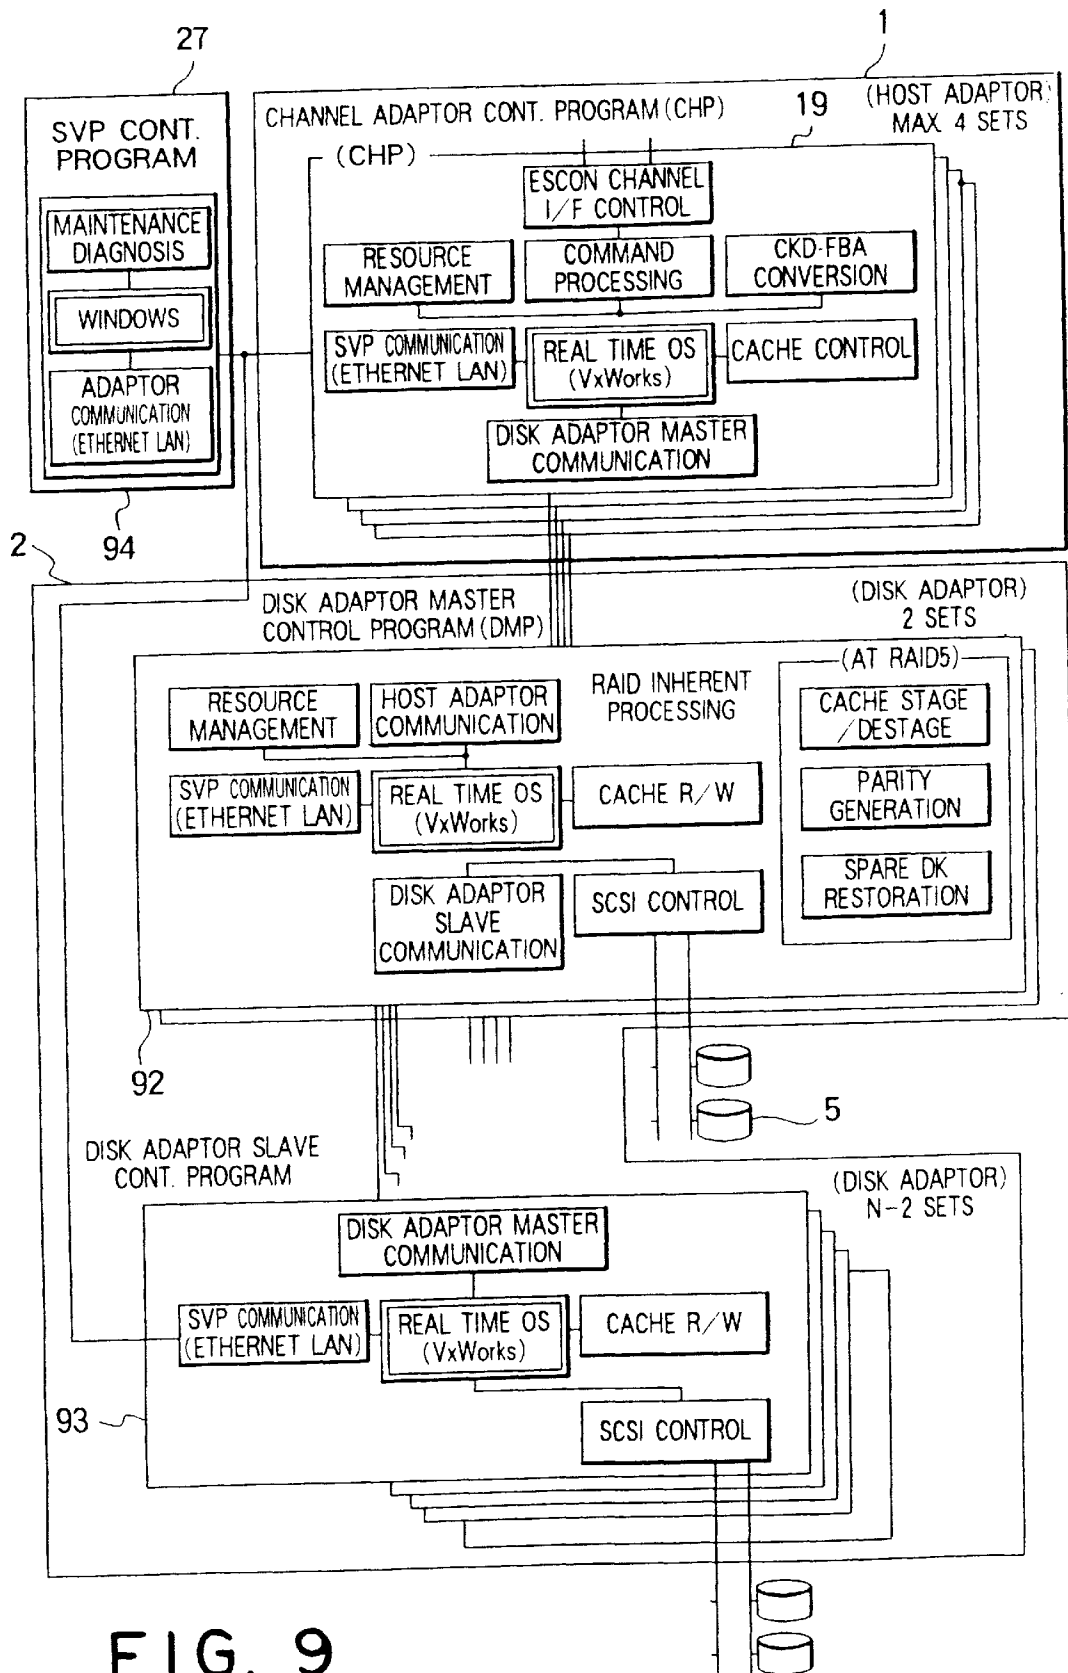 27
1
SVP CONT.
PROGRAM
MAINTENANCE
DIAGNOSIS
WINDOWS
ADAPTOR
COMMUNICATION
(ETHERNET LAN)
94
CHANNEL ADAPTOR CONT. PROGRAM (CHP)
(HOST ADAPTOR)
MAX 4 SETS
19
(CHP)
ESCON CHANNEL
I/F CONTROL
RESOURCE
MANAGEMENT
COMMAND
PROCESSING
CKD-FBA
CONVERSION
SVP COMMUNICATION
(ETHERNET LAN)
REAL TIME OS
(VxWorks)
CACHE CONTROL
DISK ADAPTOR MASTER
COMMUNICATION
2
DISK ADAPTOR MASTER
CONTROL PROGRAM (DMP)
(DISK ADAPTOR)
2 SETS
RESOURCE
MANAGEMENT
HOST ADAPTOR
COMMUNICATION
RAID INHERENT
PROCESSING
(AT RAID5)
CACHE STAGE
/DESTAGE
SVP COMMUNICATION
(ETHERNET LAN)
REAL TIME OS
(VxWorks)
CACHE R/W
PARITY
GENERATION
DISK ADAPTOR
SLAVE
COMMUNICATION
SCSI CONTROL
SPARE DK
RESTORATION
92
5
DISK ADAPTOR SLAVE
CONT. PROGRAM
(DISK ADAPTOR)
N-2 SETS
DISK ADAPTOR MASTER
COMMUNICATION
SVP COMMUNICATION
(ETHERNET LAN)
REAL TIME OS
(VxWorks)
CACHE R/W
93
SCSI CONTROL
FIG. 9